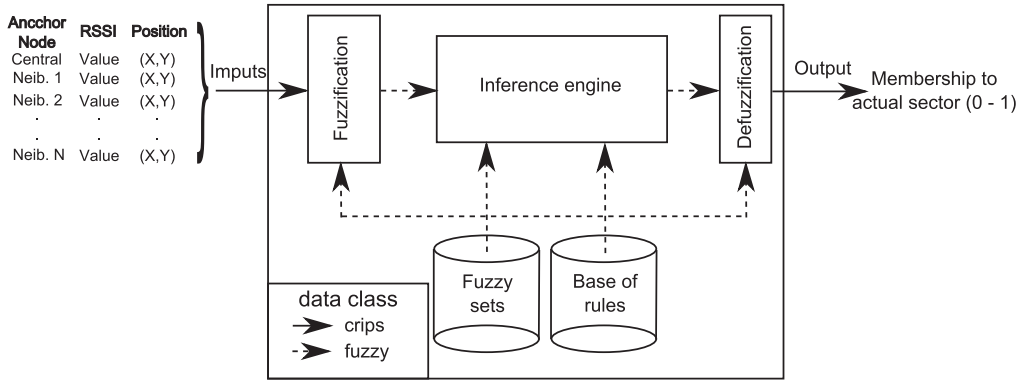 Ancchor Node RSSI Position
Central Value (X,Y)
Neib. 1 Value (X,Y)
Neib. 2 Value (X,Y)
. . .
. . .
Neib. N Value (X,Y)
Imputs
Fuzzification
Inference engine
Defuzzification
Output
Membership to
actual sector (0 - 1)
Fuzzy
sets
Base of
rules
data class
crips
fuzzy